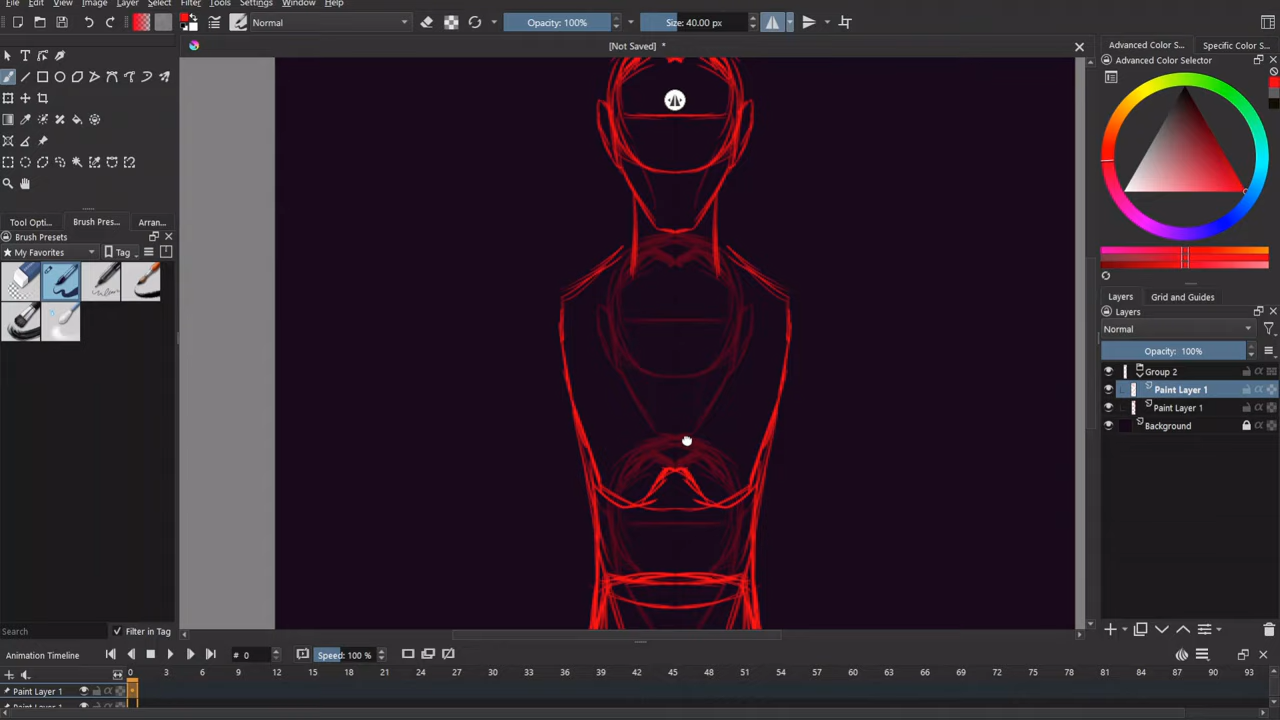 File Edit View Image Layer Select Filter Tools Settings Window Help
Normal Opacity: 100% Size: 40.00 px
[Not Saved] *
Advanced Color S... Specific Color S...
Advanced Color Selector
Tool Opti... Brush Pres... Arran...
Brush Presets
My Favorites Tag
Layers Grid and Guides
Layers
Normal
Opacity: 100%
Group 2
Paint Layer 1
Paint Layer 1
Background
Search Filter in Tag
Animation Timeline # 0 Speed: 100 %
0 3 6 9 12 15 18 21 24 27 30 33 36 39 42 45 48 51 54 57 60 63 66 69 72 75 78 81 84 87 90 93
Paint Layer 1
Paint Layer 1